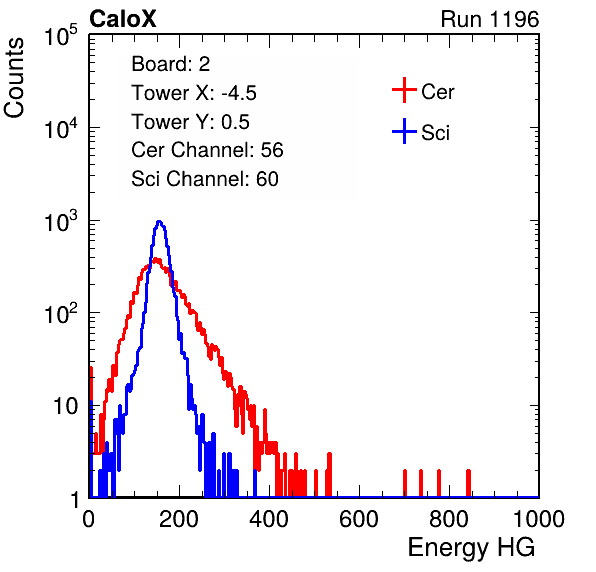 CaloX Run 1196
Counts
10^5
10^4
10^3
10^2
10
1
Board: 2
Tower X: -4.5
Tower Y: 0.5
Cer Channel: 56
Sci Channel: 60
Cer
Sci
0 200 400 600 800 1000
Energy HG